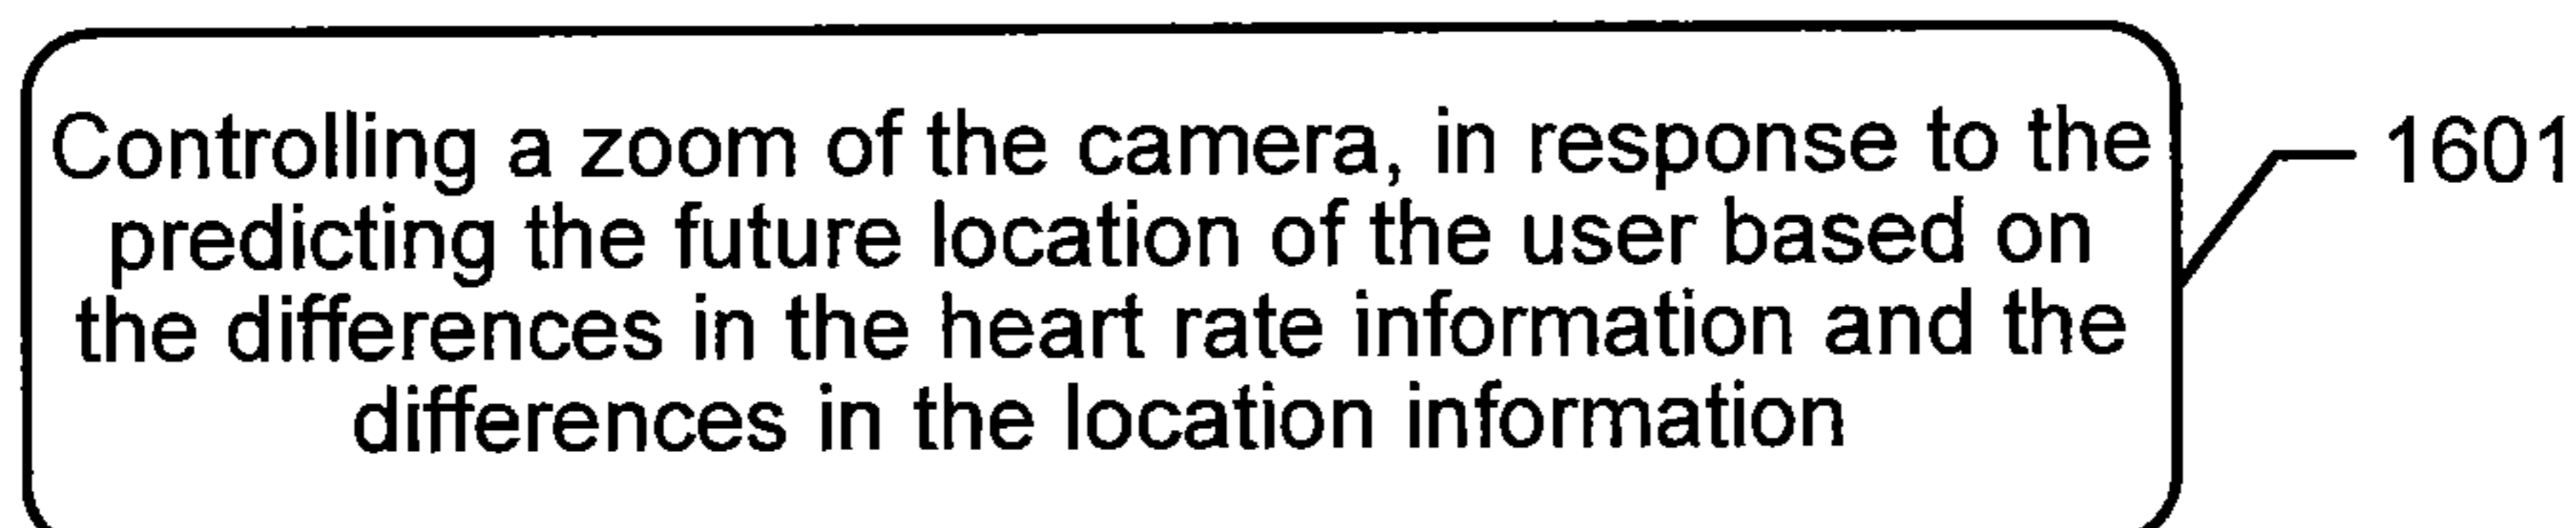 Controlling a zoom of the camera, in response to the
predicting the future location of the user based on
the differences in the heart rate information and the
differences in the location information
1601